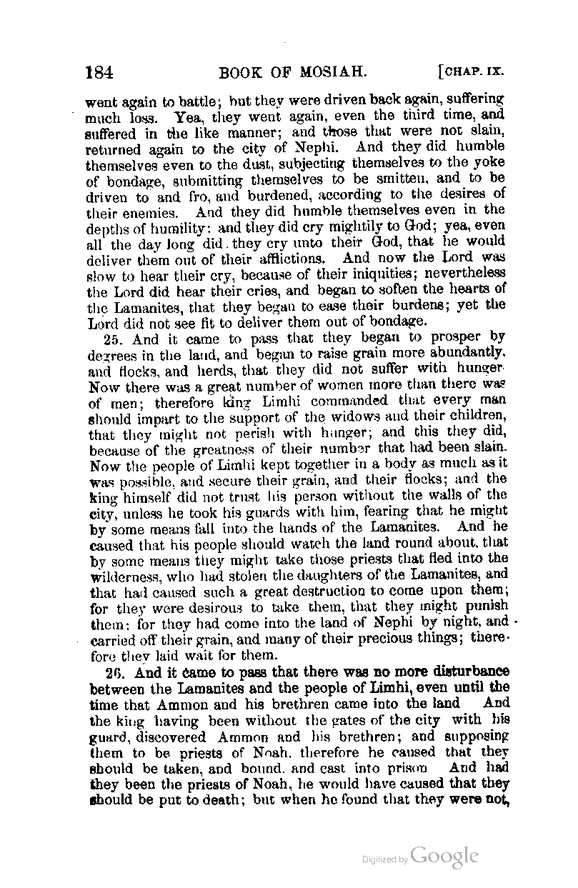 184 BOOK OF MOSIAH. [CHAP. IX.
went again to battle; but they were driven back again, suffering
much loss. Yea, they went again, even the third time, and
suffered in the like manner; and those that were not slain,
returned again to the city of Nephi. And they did humble
themselves even to the dust, subjecting themselves to the yoke
of bondage, submitting themselves to be smitten, and to be
driven to and fro, and burdened, according to the desires of
their enemies. And they did humble themselves even in the
depths of humility; and they did cry mightily to God; yea, even
all the day long did they cry unto their God, that he would
deliver them out of their afflictions. And now the Lord was
slow to hear their cry, because of their iniquities; nevertheless
the Lord did hear their cries, and began to soften the hearts of
the Lamanites, that they began to ease their burdens; yet the
Lord did not see fit to deliver them out of bondage.
25. And it came to pass that they began to prosper by
degrees in the land, and began to raise grain more abundantly,
and flocks, and herds, that they did not suffer with hunger
Now there was a great number of women more than there was
of men; therefore king Limhi commanded that every man
should impart to the support of the widows and their children,
that they might not perish with hunger; and this they did,
because of the greatness of their number that had been slain.
Now the people of Limhi kept together in a body as much as it
was possible, and secure their grain, and their flocks; and the
king himself did not trust his person without the walls of the
city, unless he took his guards with him, fearing that he might
by some means fall into the hands of the Lamanites. And he
caused that his people should watch the land round about, that
by some means they might take those priests that fled into the
wilderness, who had stolen the daughters of the Lamanites, and
that had caused such a great destruction to come upon them;
for they were desirous to take them, that they might punish
them; for they had come into the land of Nephi by night, and
carried off their grain, and many of their precious things; there-
fore they laid wait for them.
26. And it came to pass that there was no more disturbance
between the Lamanites and the people of Limhi, even until the
time that Ammon and his brethren came into the land And
the king having been without the gates of the city with his
guard, discovered Ammon and his brethren; and supposing
them to be priests of Noah, therefore he caused that they
should be taken, and bound, and cast into prison And had
they been the priests of Noah, he would have caused that they
should be put to death; but when he found that they were not,
Digitized by Google